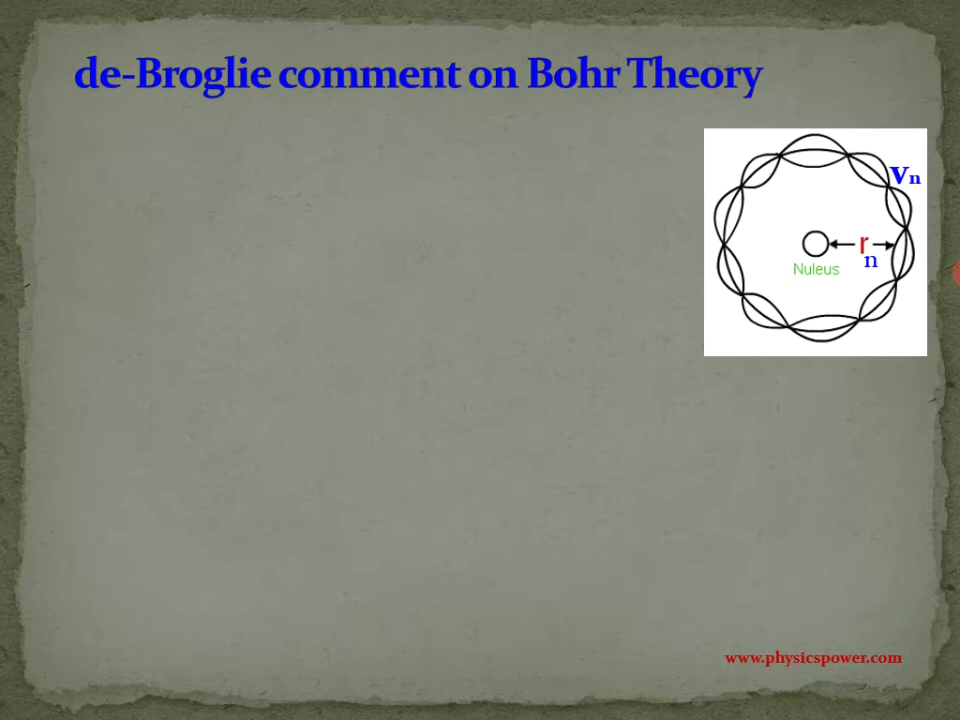 de-Broglie comment on Bohr Theory
vn
r
n
Nuleus
www.physicspower.com